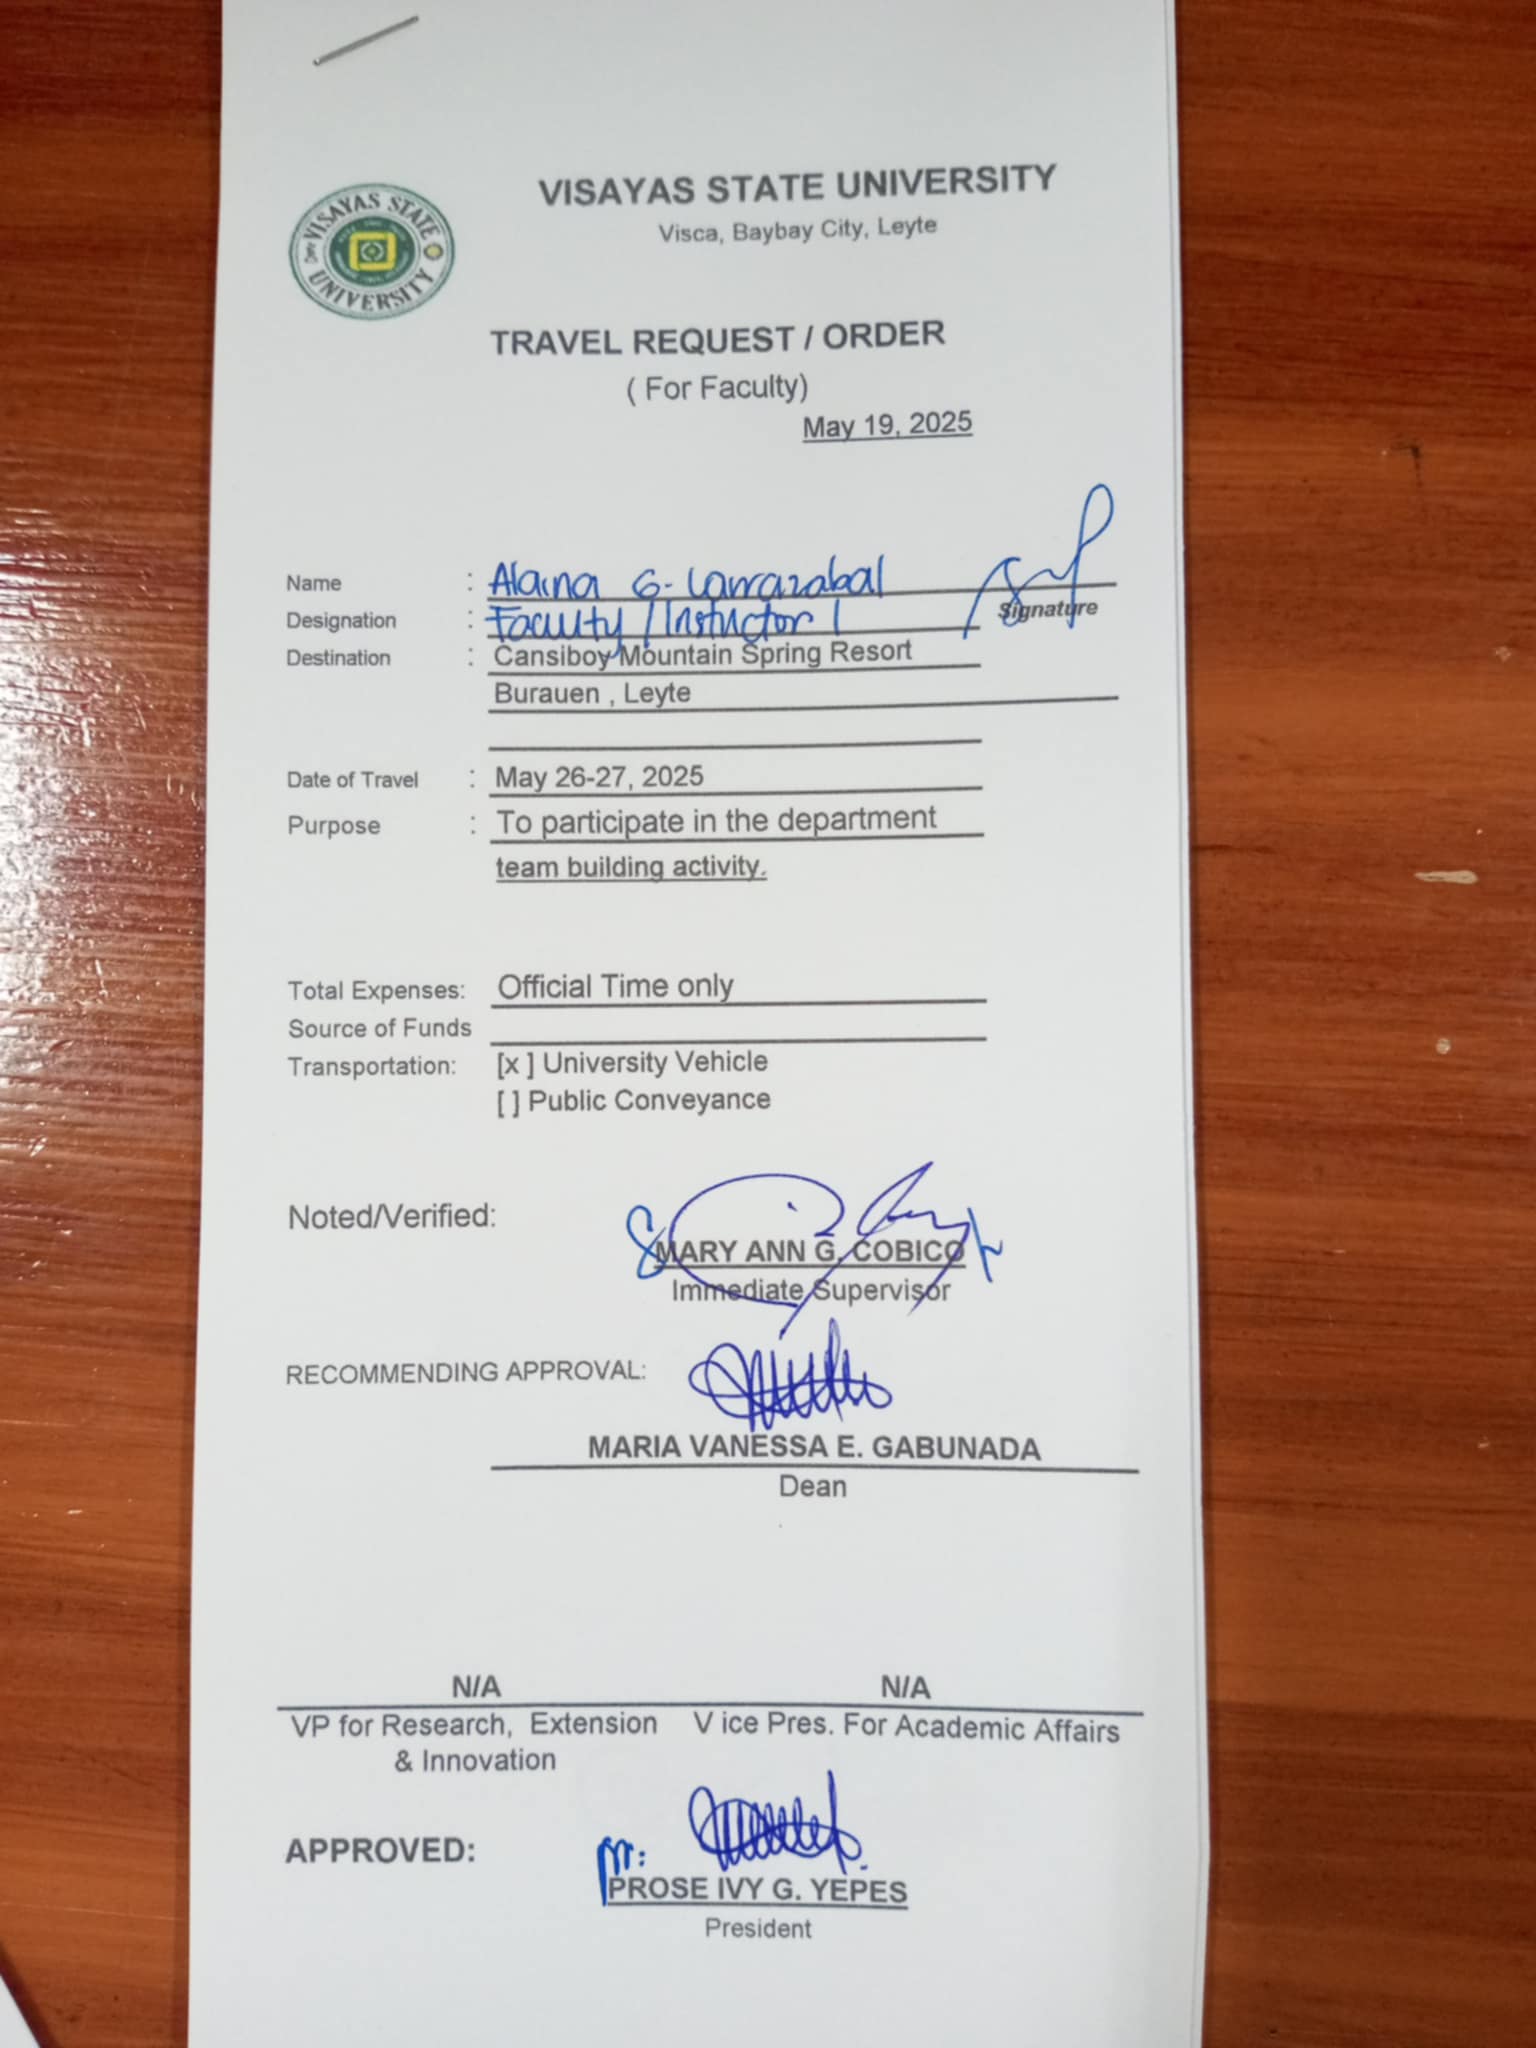 VISAYAS STATE UNIVERSITY
VISAYAS STATE UNIVERSITY
Visca, Baybay City, Leyte
TRAVEL REQUEST / ORDER
( For Faculty)
May 19, 2025
Name : Alaina G. Larrazabal
Signature
Designation : Faculty / Instructor I
Destination : Cansiboy Mountain Spring Resort
Burauen , Leyte
Date of Travel : May 26-27, 2025
Purpose : To participate in the department
team building activity.
Total Expenses: Official Time only
Source of Funds
Transportation: [x ] University Vehicle
[ ] Public Conveyance
Noted/Verified:
MARY ANN G. COBICO
Immediate Supervisor
RECOMMENDING APPROVAL:
MARIA VANESSA E. GABUNADA
Dean
N/A N/A
VP for Research, Extension V ice Pres. For Academic Affairs
& Innovation
APPROVED:
PROSE IVY G. YEPES
President